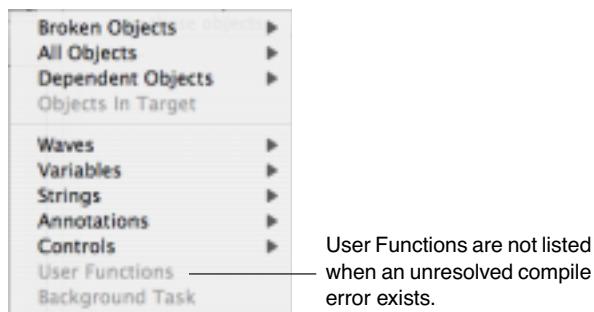 Broken Objects
All Objects
Dependent Objects
Objects In Target
Waves
Variables
Strings
Annotations
Controls
User Functions
Background Task
User Functions are not listed
when an unresolved compile
error exists.